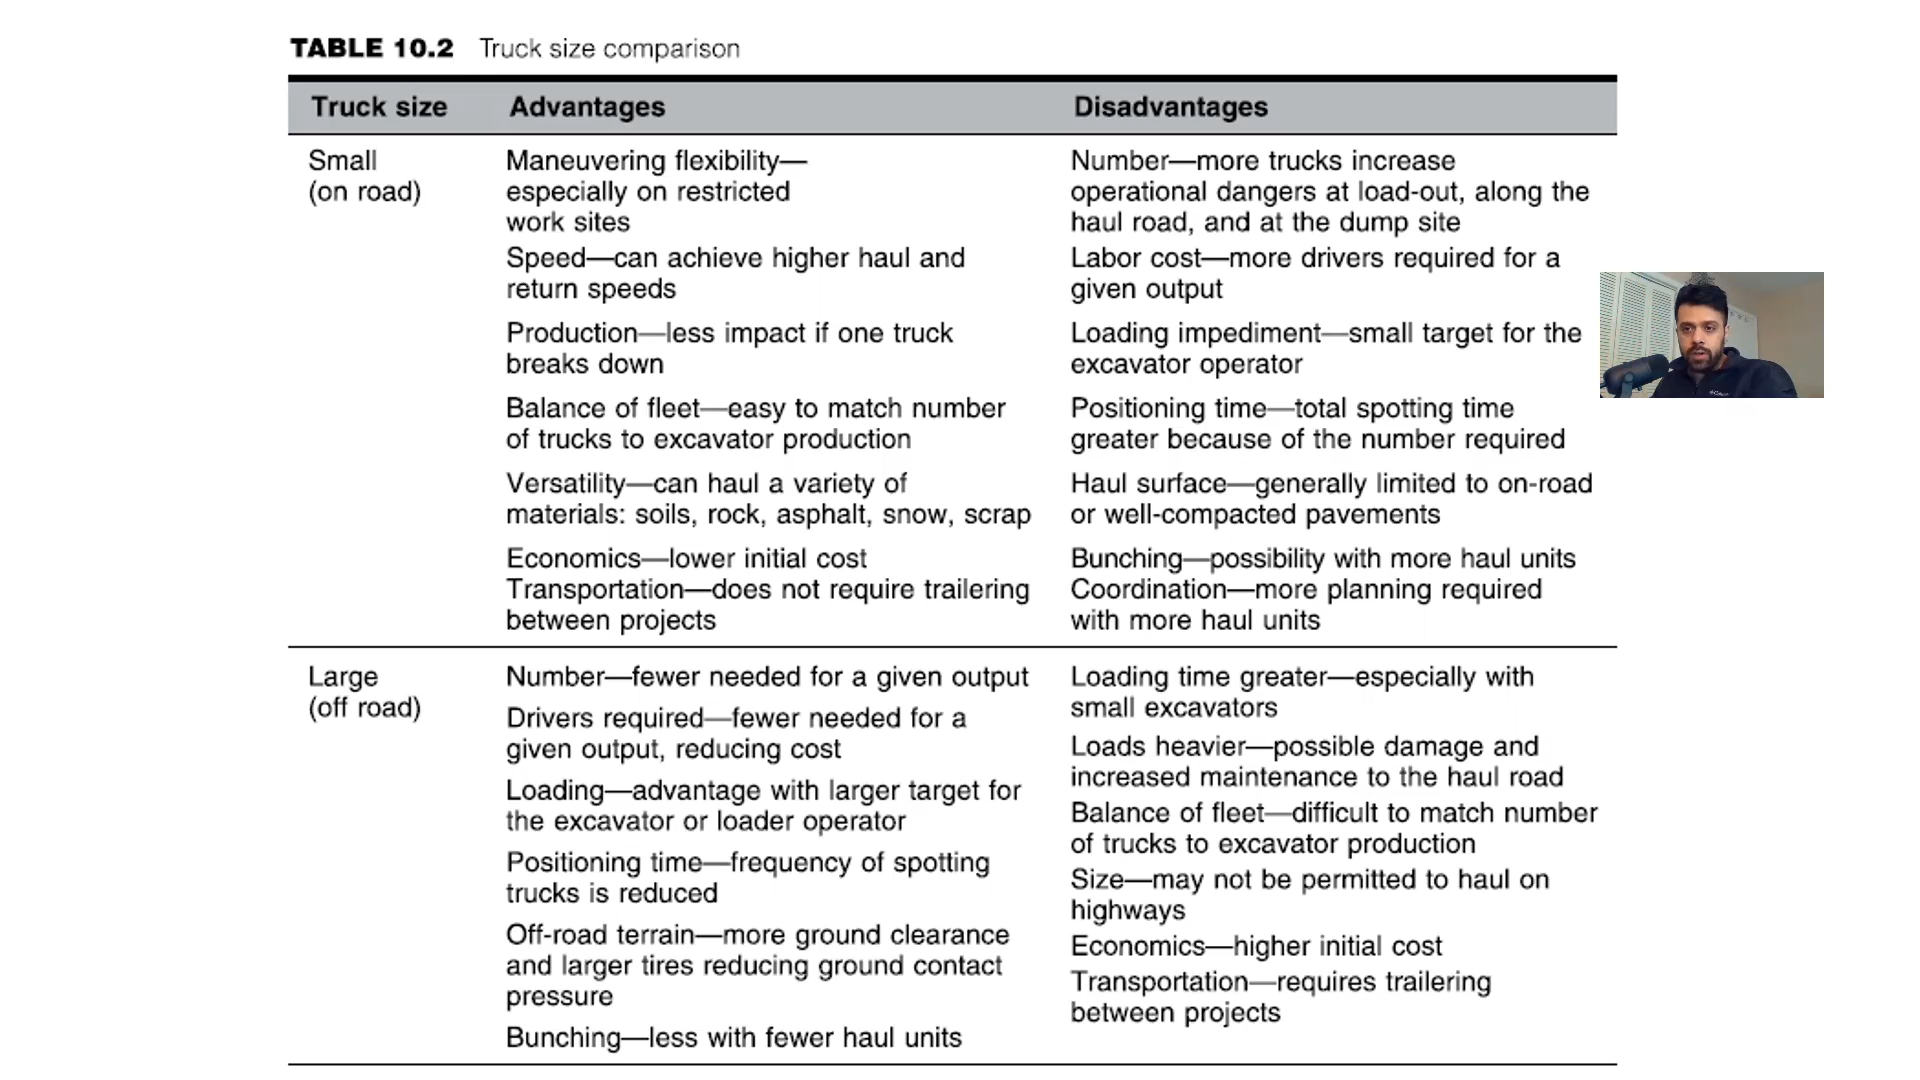 TABLE 10.2 Truck size comparison
Truck size Advantages Disadvantages
Small
(on road)
Maneuvering flexibility—
especially on restricted
work sites
Speed—can achieve higher haul and
return speeds
Production—less impact if one truck
breaks down
Balance of fleet—easy to match number
of trucks to excavator production
Versatility—can haul a variety of
materials: soils, rock, asphalt, snow, scrap
Economics—lower initial cost
Transportation—does not require trailering
between projects
Number—more trucks increase
operational dangers at load-out, along the
haul road, and at the dump site
Labor cost—more drivers required for a
given output
Loading impediment—small target for the
excavator operator
Positioning time—total spotting time
greater because of the number required
Haul surface—generally limited to on-road
or well-compacted pavements
Bunching—possibility with more haul units
Coordination—more planning required
with more haul units
Large
(off road)
Number—fewer needed for a given output
Drivers required—fewer needed for a
given output, reducing cost
Loading—advantage with larger target for
the excavator or loader operator
Positioning time—frequency of spotting
trucks is reduced
Off-road terrain—more ground clearance
and larger tires reducing ground contact
pressure
Bunching—less with fewer haul units
Loading time greater—especially with
small excavators
Loads heavier—possible damage and
increased maintenance to the haul road
Balance of fleet—difficult to match number
of trucks to excavator production
Size—may not be permitted to haul on
highways
Economics—higher initial cost
Transportation—requires trailering
between projects